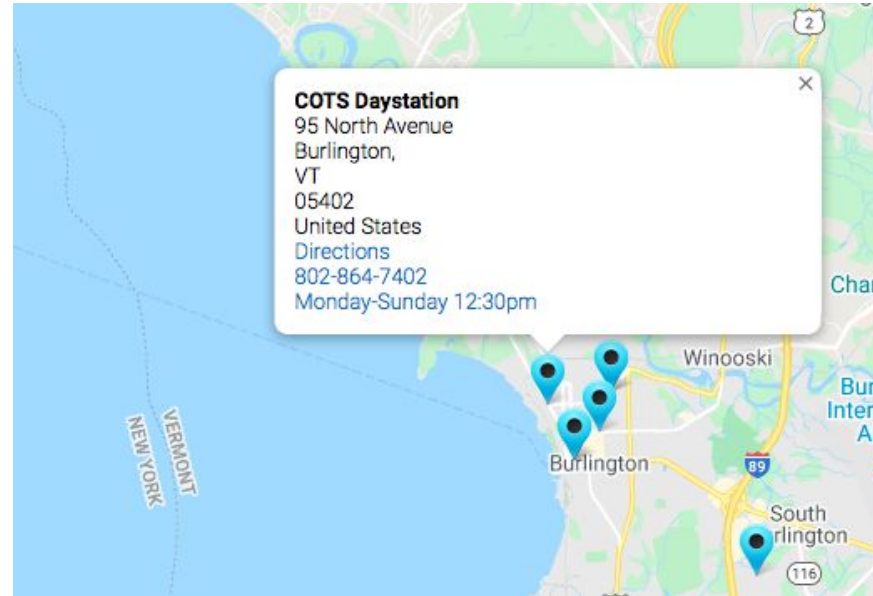 2
×
COTS Daystation
95 North Avenue
Burlington,
VT
05402
United States
Directions
802-864-7402
Monday-Sunday 12:30pm
Winooski
VERMONT
NEW YORK
Burlington
89
South
116